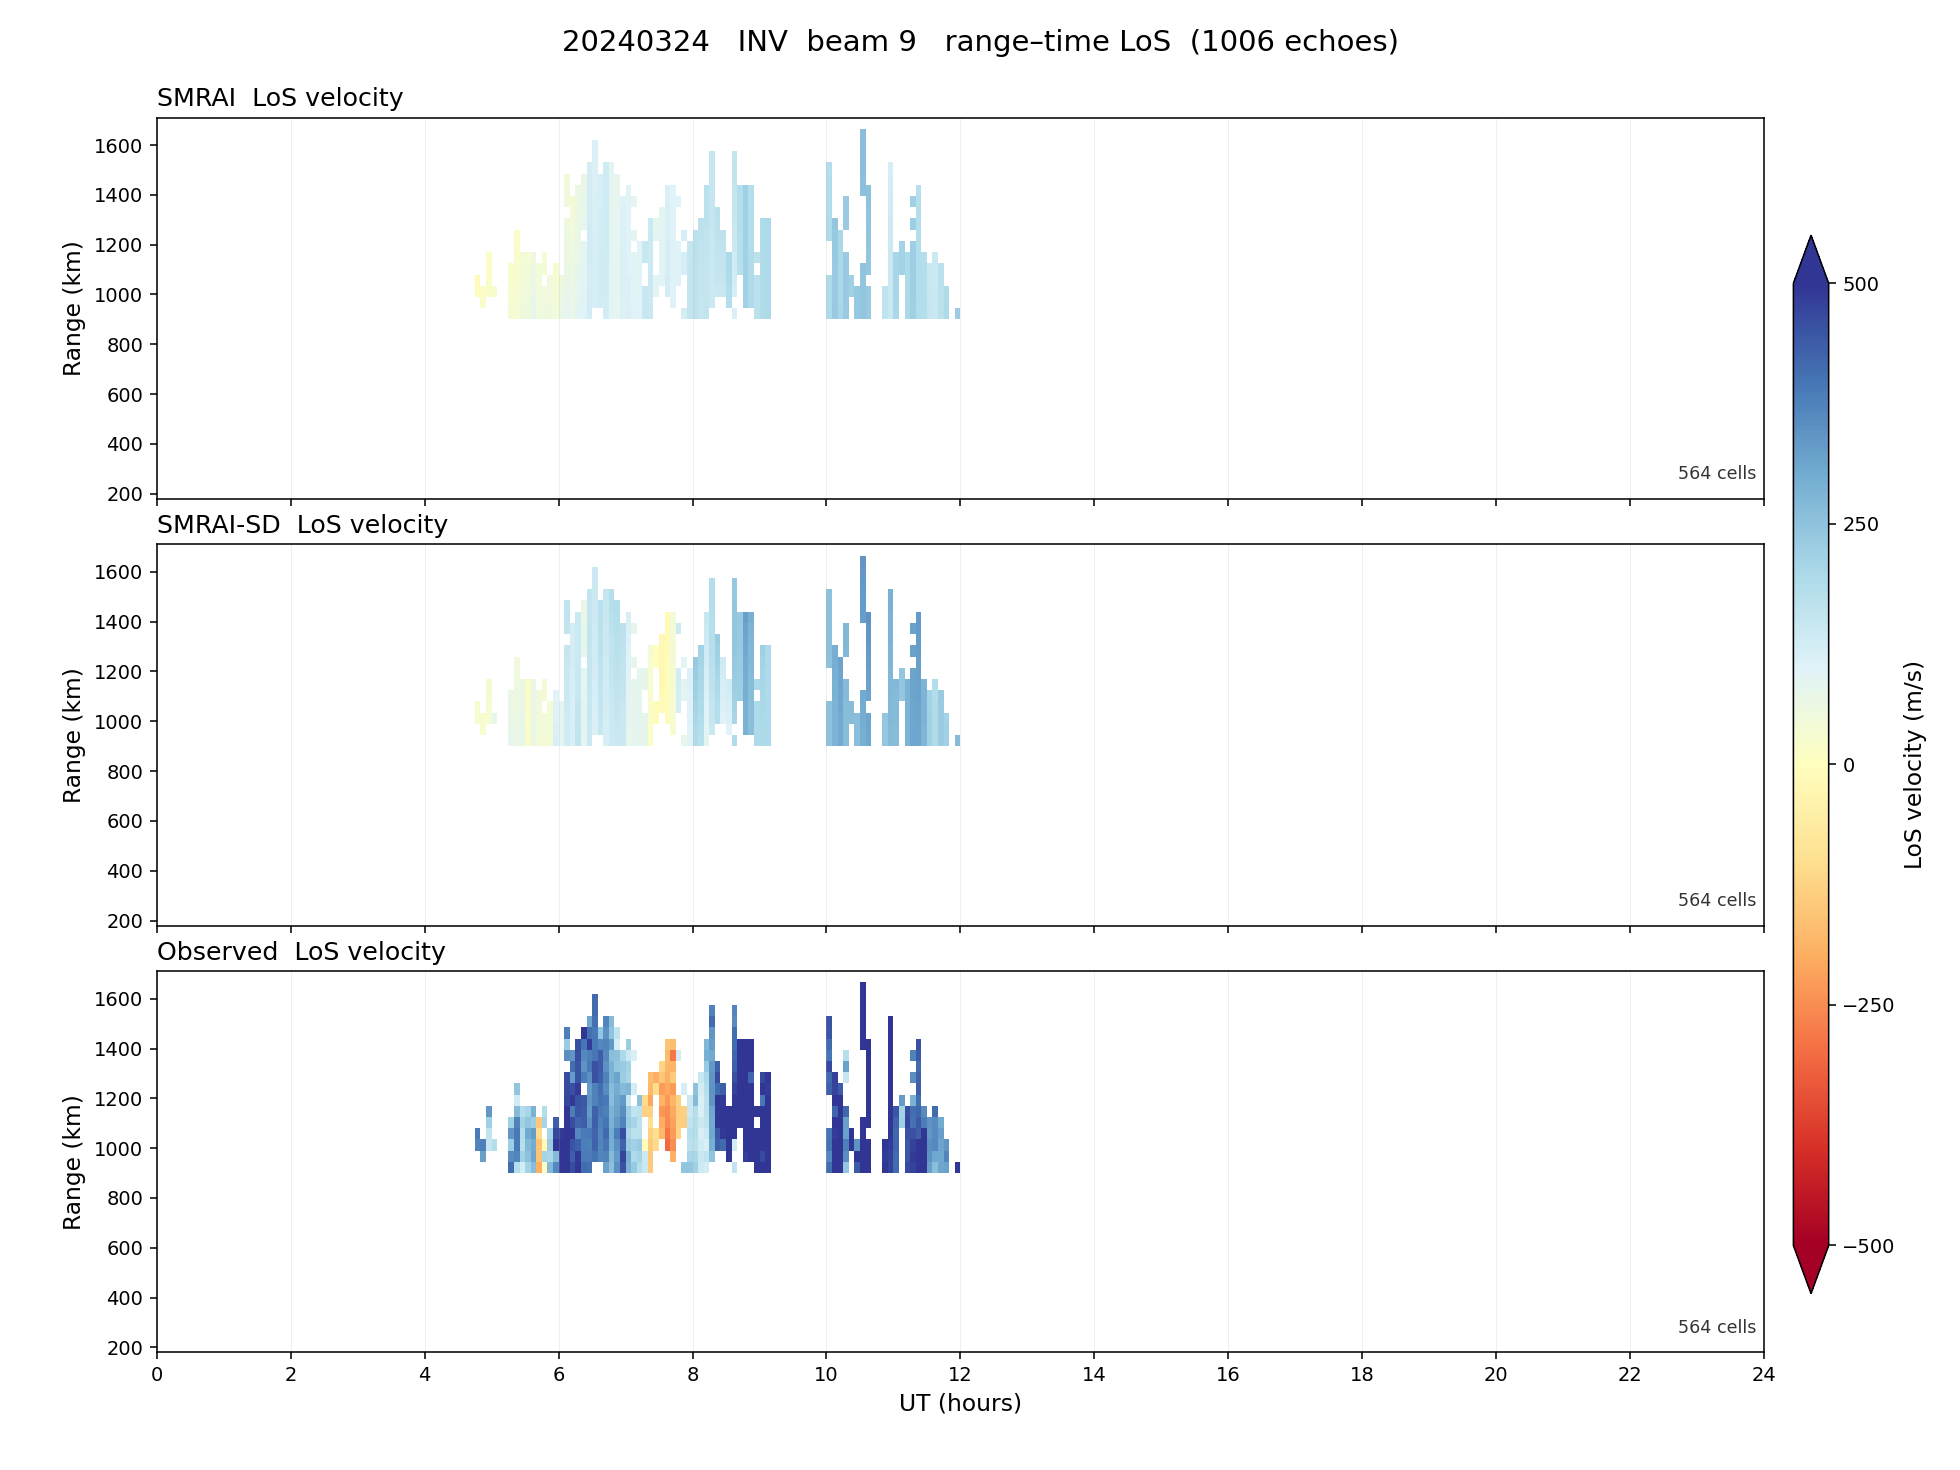 20240324   INV  beam 9   range–time LoS  (1006 echoes)
SMRAI  LoS velocity
1600
1400
1200
1000
800
600
400
200
Range (km)
564 cells
SMRAI-SD  LoS velocity
1600
1400
1200
1000
800
600
400
200
Range (km)
564 cells
Observed  LoS velocity
1600
1400
1200
1000
800
600
400
200
Range (km)
564 cells
0 2 4 6 8 10 12 14 16 18 20 22 24
UT (hours)
500
250
0
−250
−500
LoS velocity (m/s)